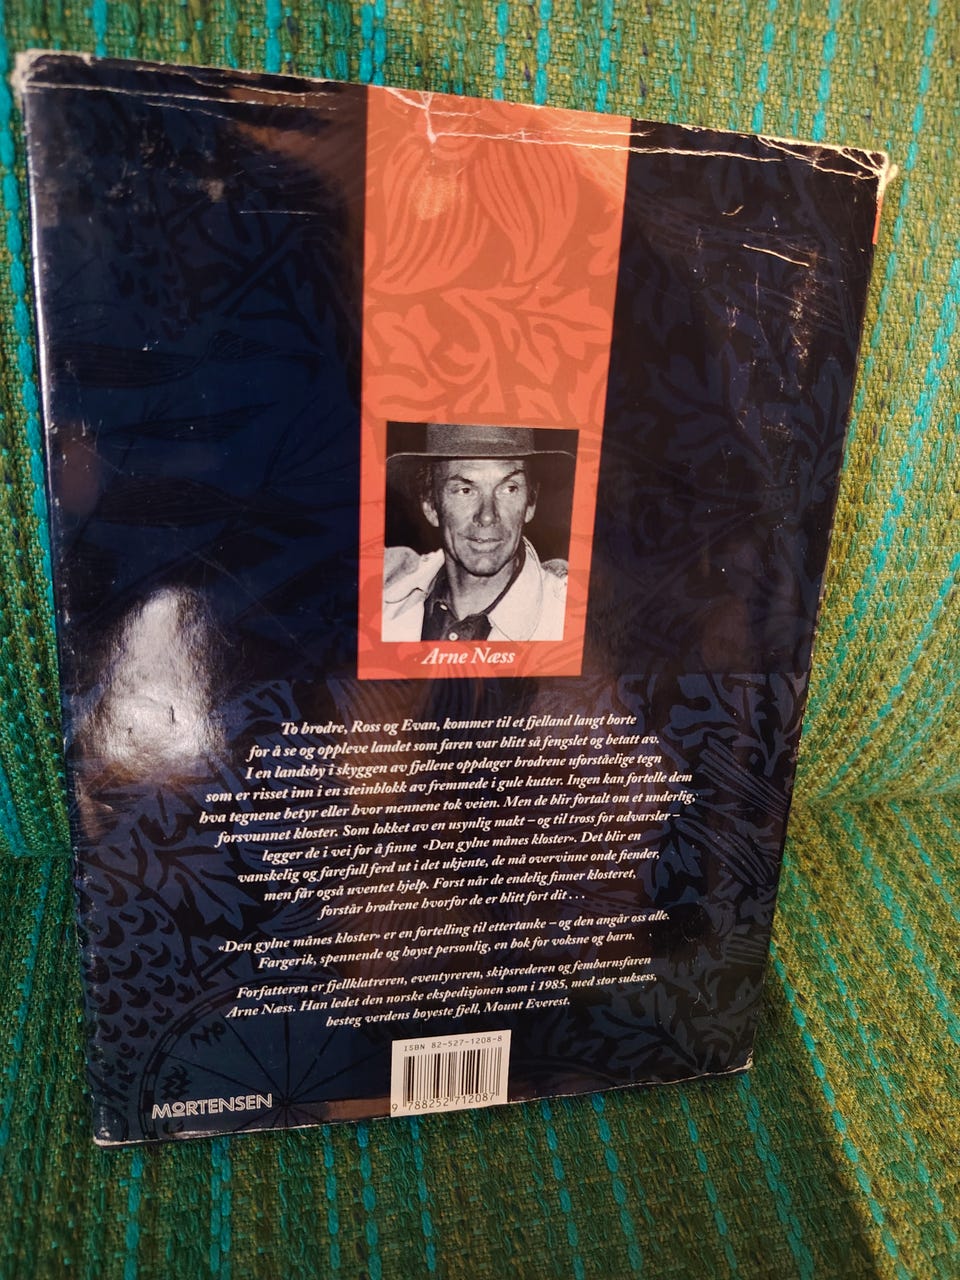 Arne Næss
To brødre, Ross og Evan, kommer til et fjelland langt borte
for å se og oppleve landet som faren var blitt så fengslet og betatt av.
I en landsby i skyggen av fjellene oppdager brødrene uforståelige tegn
som er risset inn i en steinblokk av fremmede i gule kutter. Ingen kan fortelle dem
hva tegnene betyr eller hvor mennene tok veien. Men de blir fortalt om et underlig,
forsvunnet kloster. Som lokket av en usynlig makt – og til tross for advarsler –
legger de i vei for å finne «Den gylne månes kloster». Det blir en
vanskelig og farefull ferd ut i det ukjente, de må overvinne onde fiender,
men får også uventet hjelp. Først når de endelig finner klosteret,
forstår brødrene hvorfor de er blitt ført dit . . .
«Den gylne månes kloster» er en fortelling til ettertanke – og den angår oss alle.
Fargerik, spennende og høyst personlig, en bok for voksne og barn.
Forfatteren er fjellklatreren, eventyreren, skipsrederen og fembarnsfaren
Arne Næss. Han ledet den norske ekspedisjonen som i 1985, med stor suksess,
besteg verdens høyeste fjell, Mount Everest.
ISBN 82-527-1208-8
9 788252 712087
MORTENSEN